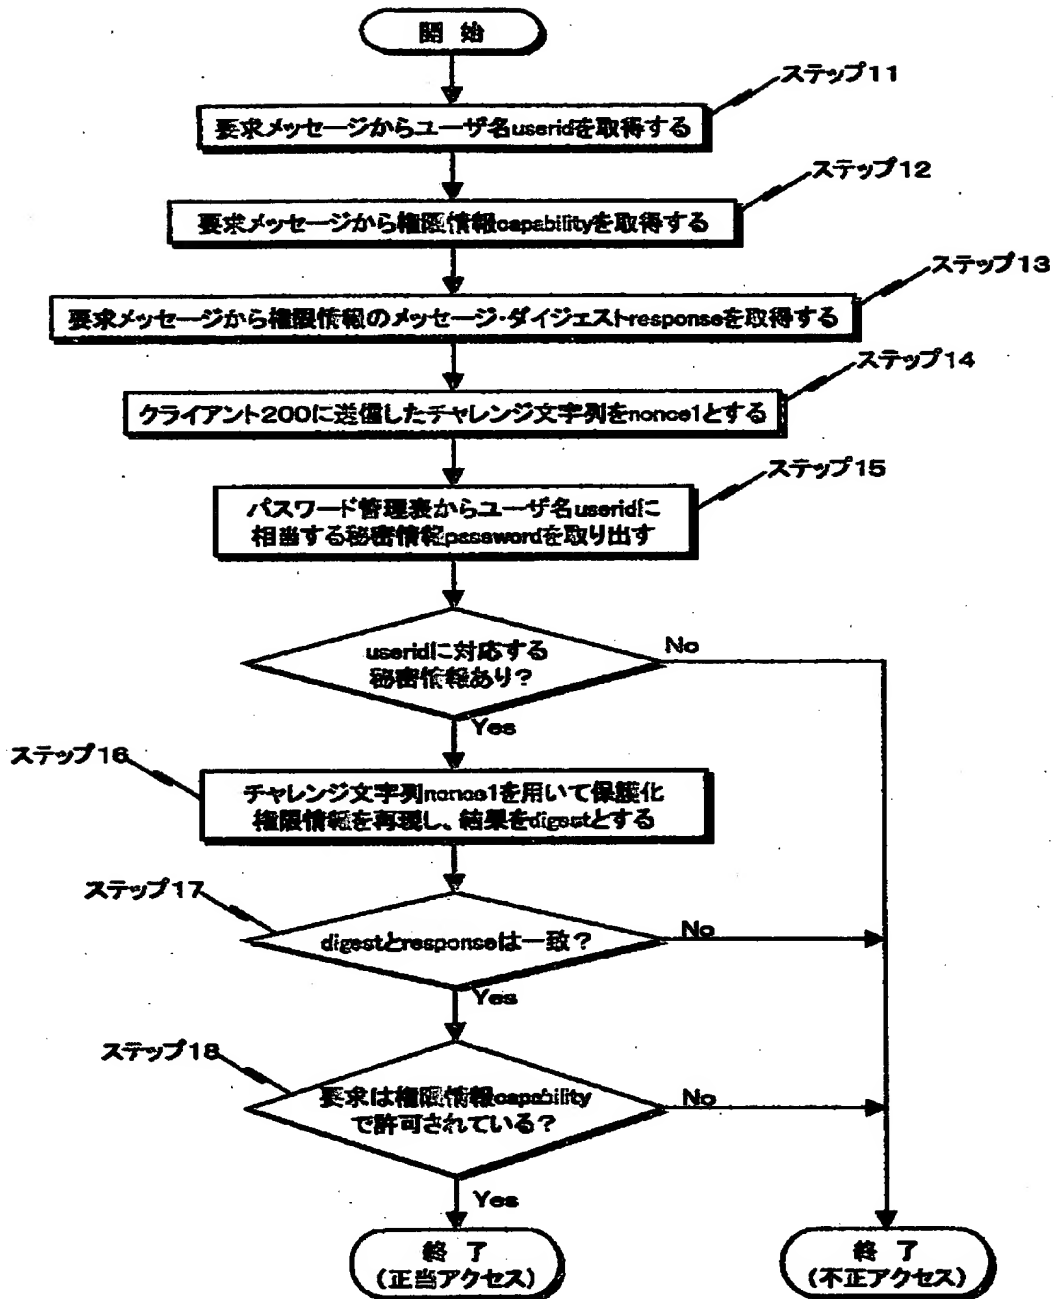 開始
ステップ11
要求メッセージからユーザ名useridを取得する
ステップ12
要求メッセージから権限情報capabilityを取得する
ステップ13
要求メッセージから権限情報のメッセージ・ダイジェストresponseを取得する
ステップ14
クライアント200に送信したチャレンジ文字列をnonce1とする
ステップ15
パスワード管理表からユーザ名useridに
相当する秘密情報passwordを取り出す
useridに対応する
秘密情報あり?
No
Yes
ステップ16
チャレンジ文字列nonce1を用いて保護化
権限情報を再現し、結果をdigestとする
ステップ17
digestとresponseは一致?
No
Yes
ステップ18
要求は権限情報capability
で許可されている?
No
Yes
終了
(正当アクセス)
終了
(不正アクセス)